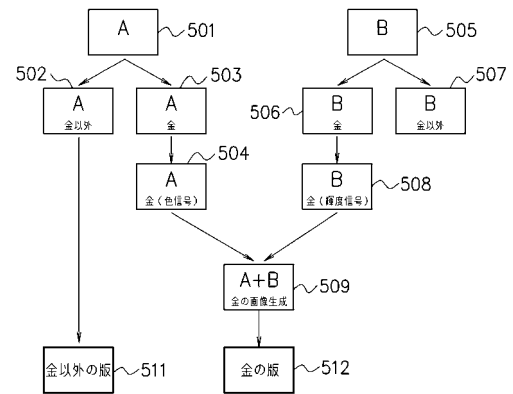 A
501
B
505
502
503
507
A
金以外
A
金
506
B
金
B
金以外
504
A
金(色信号)
B
金(輝度信号)
508
A+B
金の画像生成
509
金以外の版
511
金の版
512